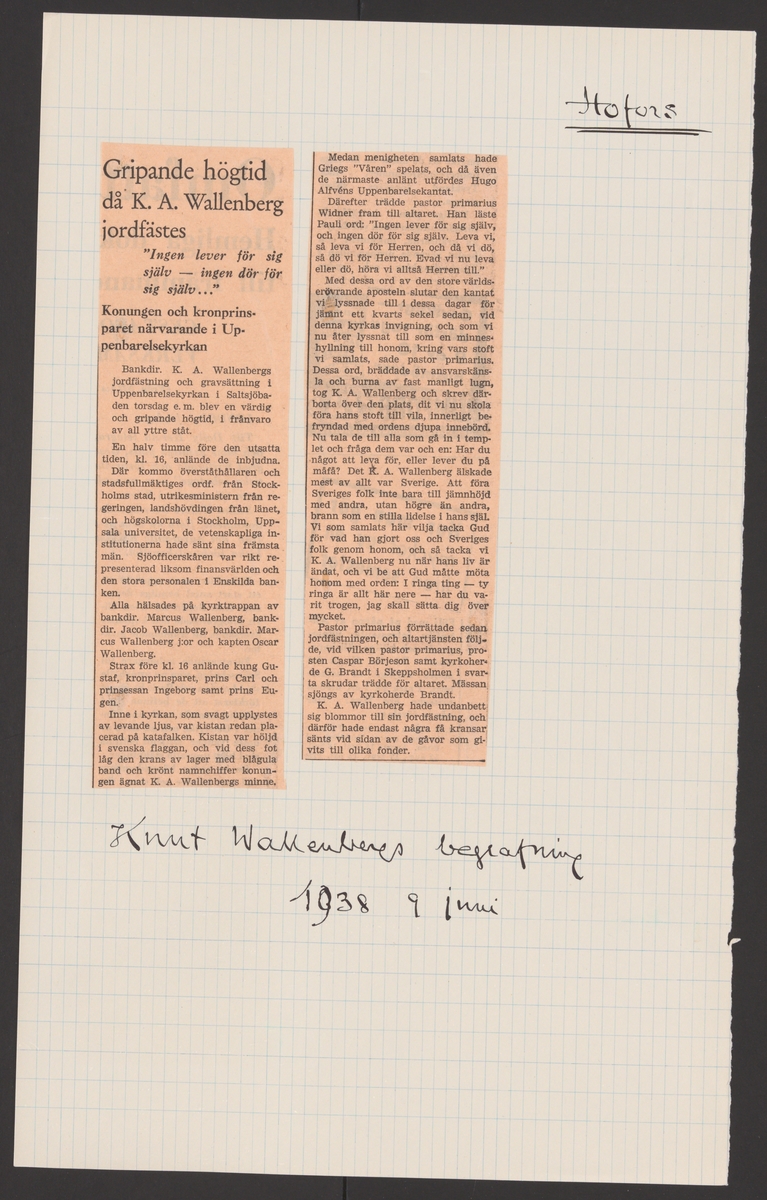 Hofors
Gripande högtid
då K. A. Wallenberg
jordfästes
"Ingen lever för sig
själv — ingen dör för
sig själv..."
Konungen och kronprins-
paret närvarande i Up-
penbarelsekyrkan
Bankdir. K. A. Wallenbergs
jordfästning och gravsättning i
Uppenbarelsekyrkan i Saltsjöba-
den torsdag e. m. blev en värdig
och gripande högtid, i frånvaro
av all yttre ståt.
En halv timme före den utsatta
tiden, kl. 16, anlände de inbjudna.
Där kommo överståthållaren och
stadsfullmäktiges ordf. från Stock-
holms stad, utrikesministern från re-
geringen, landshövdingen från länet,
och högskolorna i Stockholm, Upp-
sala universitet, de vetenskapliga in-
stitutionerna hade sänt sina främsta
män. Sjöofficerskåren var rikt re-
presenterad liksom finansvärlden och
den stora personalen i Enskilda ban-
ken.
Alla hälsades på kyrktrappan av
bankdir. Marcus Wallenberg, bank-
dir. Jacob Wallenberg, bankdir. Mar-
cus Wallenberg j:or och kapten Oscar
Wallenberg.
Strax före kl. 16 anlände kung Gu-
staf, kronprinsparet, prins Carl och
prinsessan Ingeborg samt prins Eu-
gen.
Inne i kyrkan, som svagt upplystes
av levande ljus, var kistan redan pla-
cerad på katafalken. Kistan var höljd
i svenska flaggan, och vid dess fot
låg den krans av lager med blågula
band och krönt namnchiffer konun-
gen ägnat K. A. Wallenbergs minne.
Medan menigheten samlats hade
Griegs "Våren" spelats, och då även
de närmaste anlänt utfördes Hugo
Alfvéns Uppenbarelsekantat.
Därefter trädde pastor primarius
Widner fram till altaret. Han läste
Pauli ord: "Ingen lever för sig själv,
och ingen dör för sig själv. Leva vi,
så leva vi för Herren, och då vi dö,
så dö vi för Herren. Evad vi nu leva
eller dö, höra vi alltså Herren till."
Med dessa ord av den store världs-
erövrande aposteln slutar den kantat
vi lyssnade till i dessa dagar för
jämnt ett kvarts sekel sedan, vid
denna kyrkas invigning, och som vi
nu åter lyssnat till som en minnes-
hyllning till honom, kring vars stoft
vi samlats, sade pastor primarius.
Dessa ord, bräddade av ansvarskäns-
la och burna av fast manligt lugn,
tog K. A. Wallenberg och skrev där-
borta över den plats, dit vi nu skola
föra hans stoft till vila, innerligt be-
fryndad med ordens djupa innebörd.
Nu tala de till alla som gå in i temp-
let och fråga dem var och en: Har du
något att leva för, eller lever du på
måfå? Det K. A. Wallenberg älskade
mest av allt var Sverige. Att föra
Sveriges folk inte bara till jämnhöjd
med andra, utan högre än andra,
brann som en stilla lidelse i hans själ.
Vi som samlats här vilja tacka Gud
för vad han gjort oss och Sveriges
folk genom honom, och så tacka vi
K. A. Wallenberg nu när hans liv är
ändat, och vi be att Gud måtte möta
honom med orden: I ringa ting — ty
ringa är allt här nere — har du va-
rit trogen, jag skall sätta dig över
mycket.
Pastor primarius förrättade sedan
jordfästningen, och altartjänsten följ-
de, vid vilken pastor primarius, pro-
sten Caspar Börjeson samt kyrkoher-
de G. Brandt i Skeppsholmen i svar-
ta skrudar trädde för altaret. Mässan
sjöngs av kyrkoherde Brandt.
K. A. Wallenberg hade undanbett
sig blommor till sin jordfästning, och
därför hade endast några få kransar
sänts vid sidan av de gåvor som gi-
vits till olika fonder.
Knut Wallenbergs begrafning
1938 9 juni